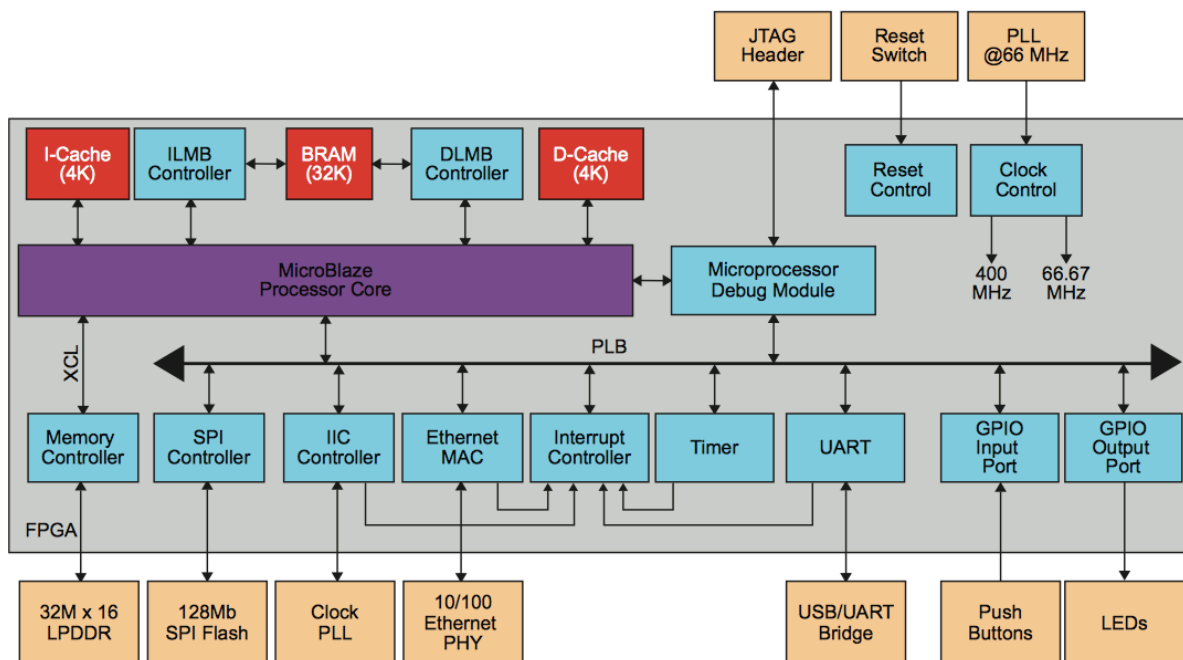 JTAG
Header
Reset
Switch
PLL
@66 MHz
I-Cache
(4K)
ILMB
Controller
BRAM
(32K)
DLMB
Controller
D-Cache
(4K)
Reset
Control
Clock
Control
MicroBlaze
Processor Core
Microprocessor
Debug Module
400
MHz
66.67
MHz
XCL
PLB
Memory
Controller
SPI
Controller
IIC
Controller
Ethernet
MAC
Interrupt
Controller
Timer
UART
GPIO
Input
Port
GPIO
Output
Port
FPGA
32M x 16
LPDDR
128Mb
SPI Flash
Clock
PLL
10/100
Ethernet
PHY
USB/UART
Bridge
Push
Buttons
LEDs